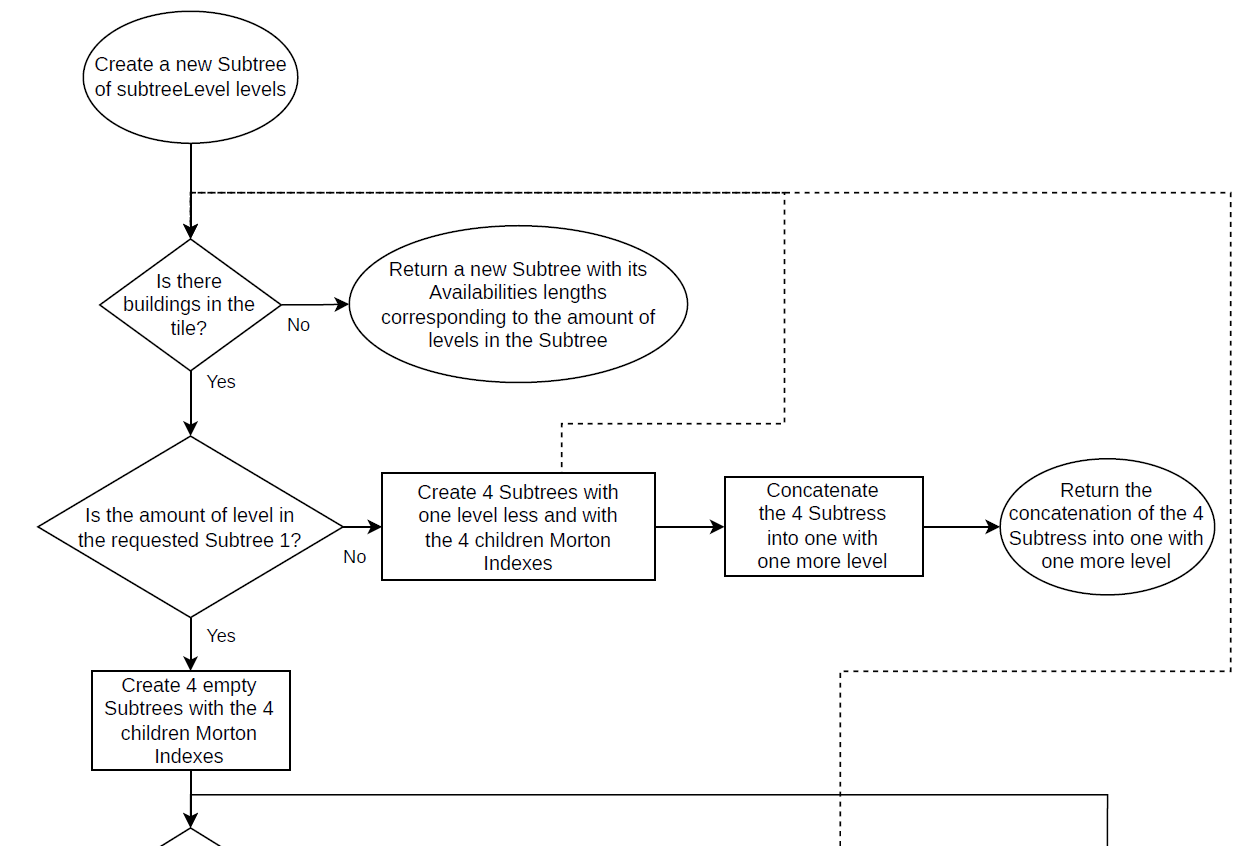 Create a new Subtree
of subtreeLevel levels
Is there
buildings in the
tile?
No
Return a new Subtree with its
Availabilities lengths
corresponding to the amount of
levels in the Subtree
Yes
Is the amount of level in
the requested Subtree 1?
No
Create 4 Subtrees with
one level less and with
the 4 children Morton
Indexes
Concatenate
the 4 Subtress
into one with
one more level
Return the
concatenation of the 4
Subtress into one with
one more level
Yes
Create 4 empty
Subtrees with the 4
children Morton
Indexes